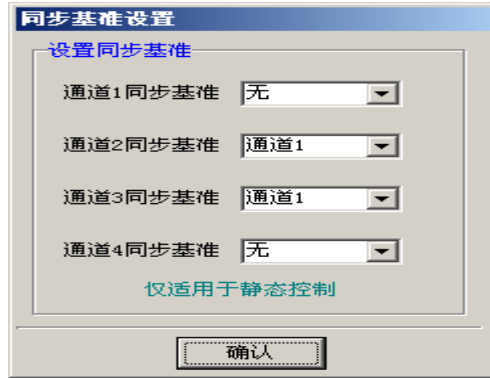 同步基准设置
设置同步基准
通道1同步基准 无
通道2同步基准 通道1
通道3同步基准 通道1
通道4同步基准 无
仅适用于静态控制
确认